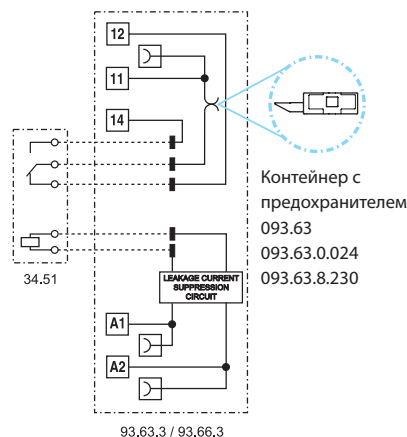 12
11
14
Контейнер с
предохранителем
093.63
093.63.0.024
093.63.8.230
34.51
LEAKAGE CURRENT
SUPPRESSION
CIRCUIT
A1
A2
93.63.3 / 93.66.3